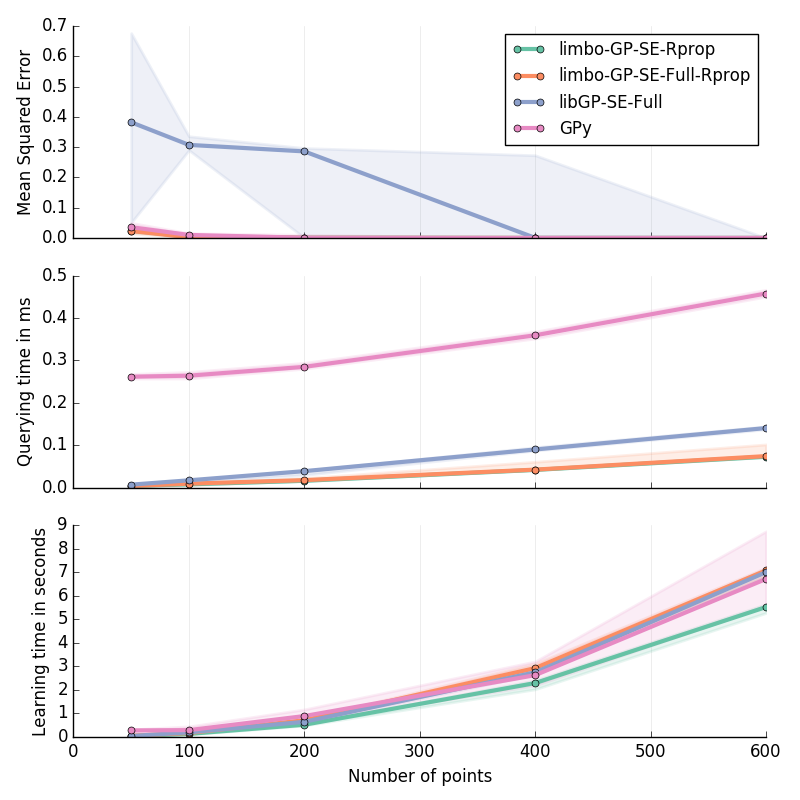 0.7
0.6
0.5
0.4
0.3
0.2
0.1
0.0
Mean Squared Error
limbo-GP-SE-Rprop
limbo-GP-SE-Full-Rprop
libGP-SE-Full
GPy
0.5
0.4
0.3
0.2
0.1
0.0
Querying time in ms
9
8
7
6
5
4
3
2
1
0
Learning time in seconds
0 100 200 300 400 500 600
Number of points